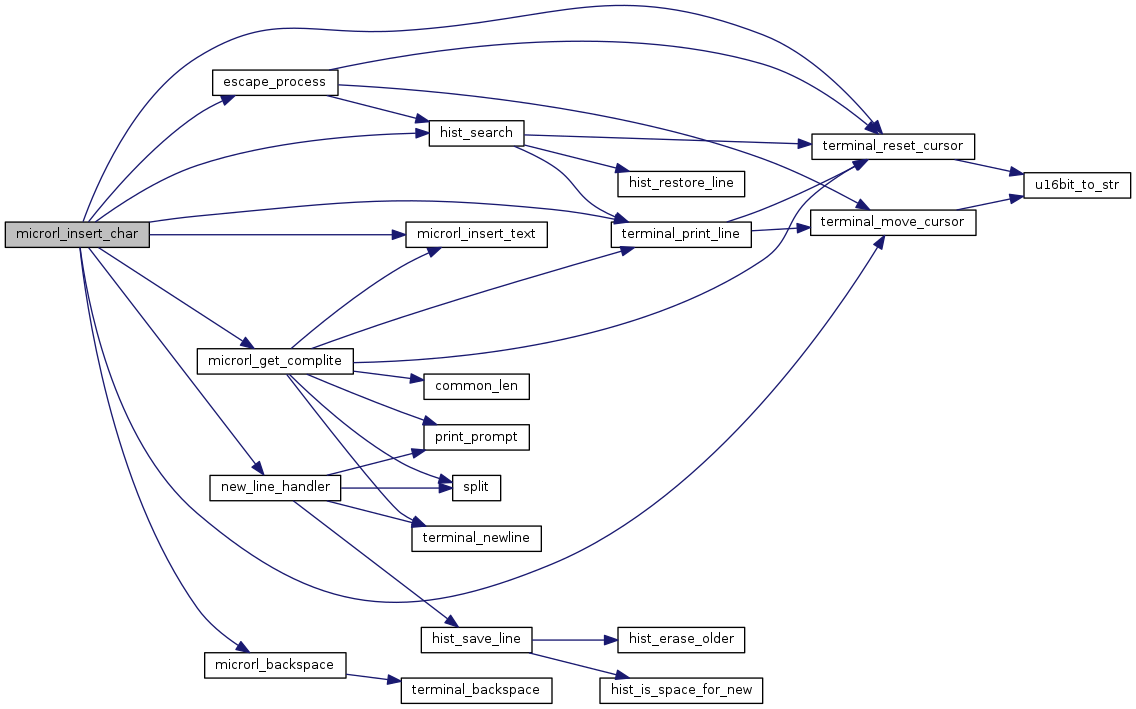 escape_process
hist_search
terminal_reset_cursor
hist_restore_line
u16bit_to_str
microrl_insert_char
microrl_insert_text
terminal_print_line
terminal_move_cursor
microrl_get_complite
common_len
print_prompt
new_line_handler
split
terminal_newline
hist_save_line
hist_erase_older
microrl_backspace
terminal_backspace
hist_is_space_for_new